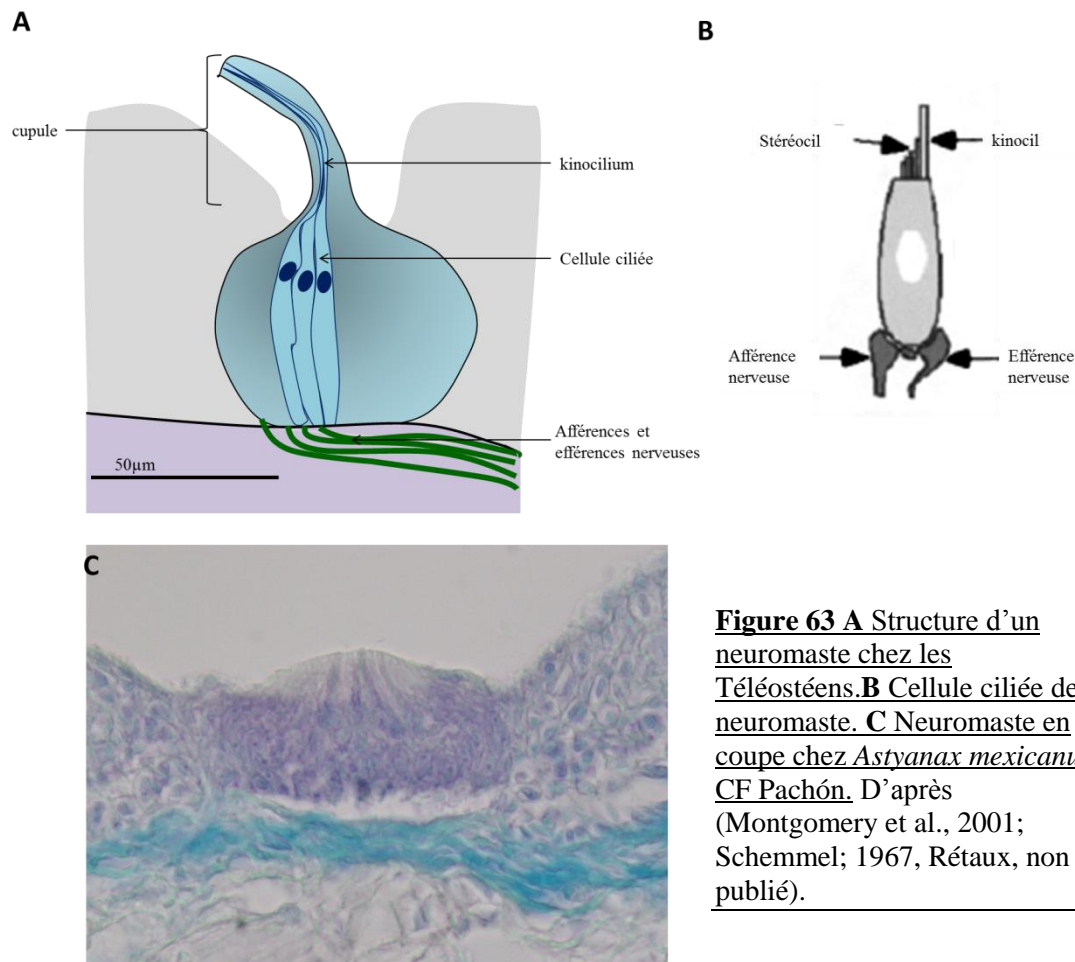 A
cupule
kinocilium
Cellule ciliée
Afférences et
efférences nerveuses
50µm
B
Stéréocil
kinocil
Afférence
nerveuse
Efférence
nerveuse
C
Figure 63 A Structure d'un
neuromaste chez les
Téléostéens.B Cellule ciliée de
neuromaste. C Neuromaste en
coupe chez Astyanax mexicanu
CF Pachón. D'après
(Montgomery et al., 2001;
Schemmel; 1967, Rétaux, non
publié).